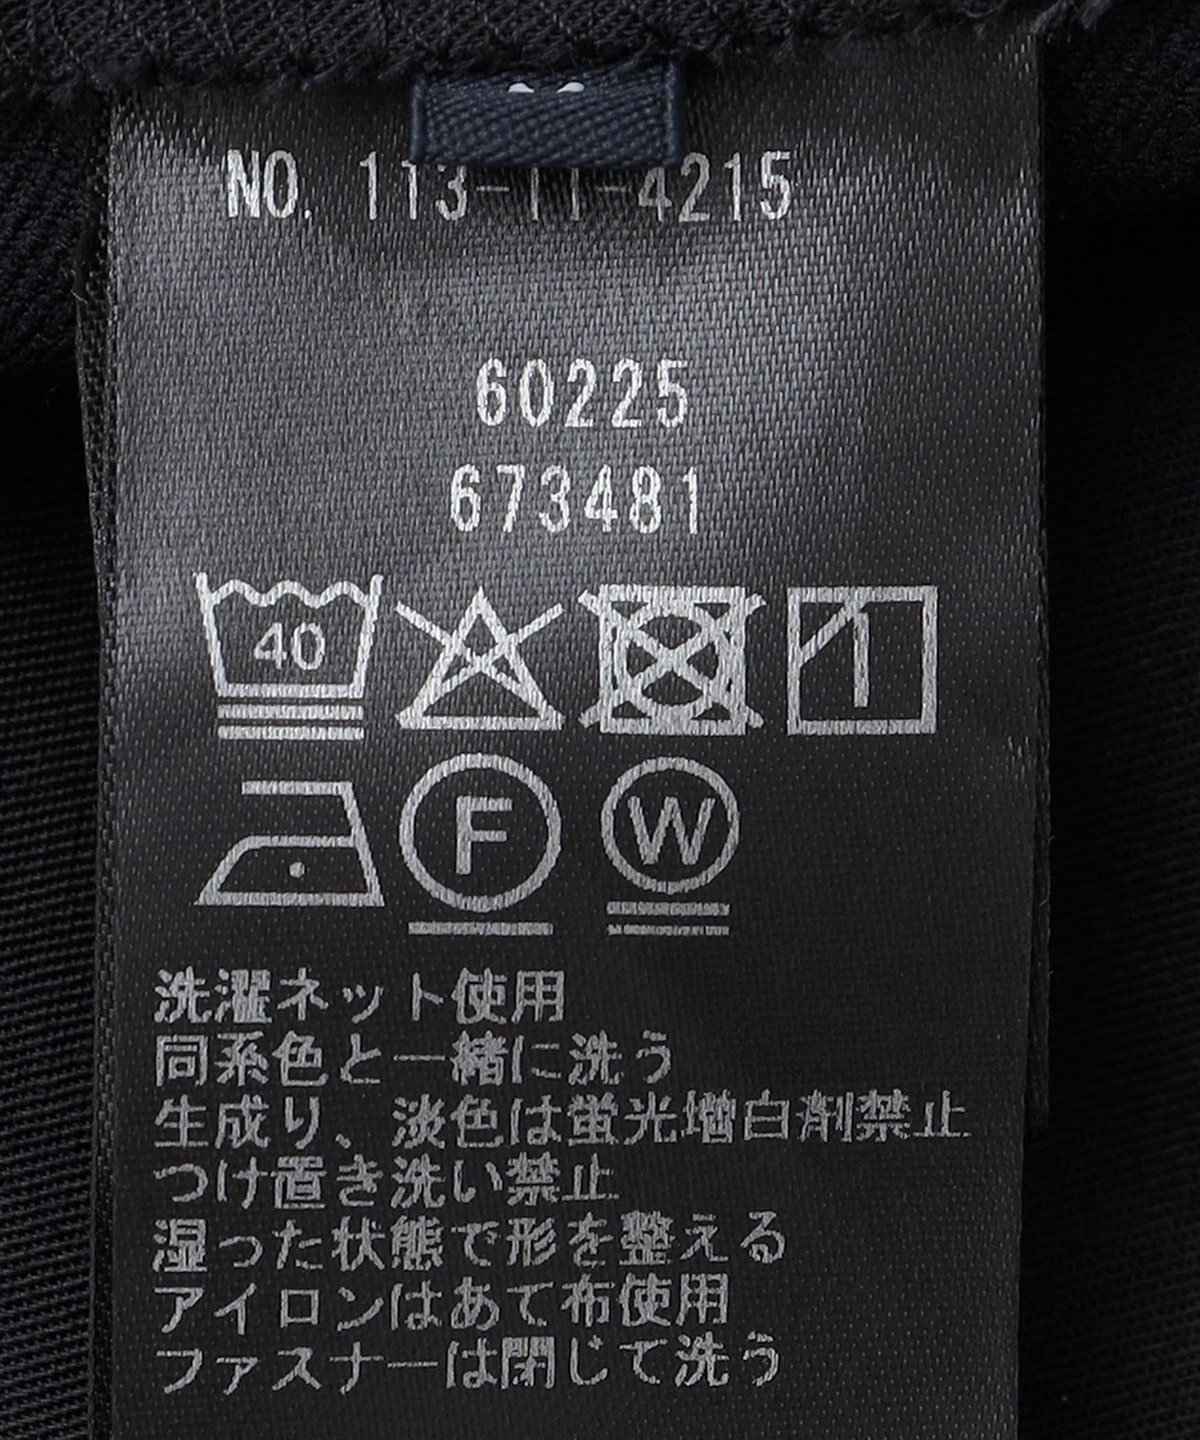 NO. 113-11-4215
60225
673481
40
F W
洗濯ネット使用
同系色と一緒に洗う
生成り、淡色は蛍光増白剤禁止
つけ置き洗い禁止
湿った状態で形を整える
アイロンはあて布使用
ファスナーは閉じて洗う